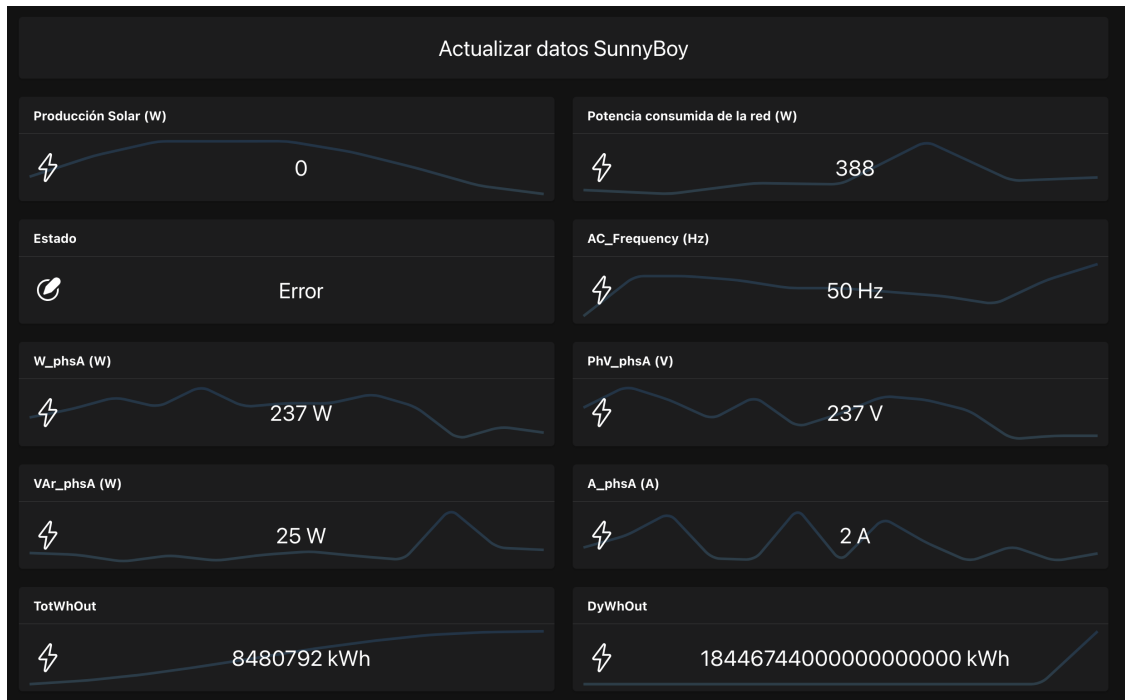 Actualizar datos SunnyBoy
Producción Solar (W)
0
Potencia consumida de la red (W)
388
Estado
Error
AC_Frequency (Hz)
50 Hz
W_phsA (W)
237 W
PhV_phsA (V)
237 V
VAr_phsA (W)
25 W
A_phsA (A)
2 A
TotWhOut
8480792 kWh
DyWhOut
18446744000000000000 kWh